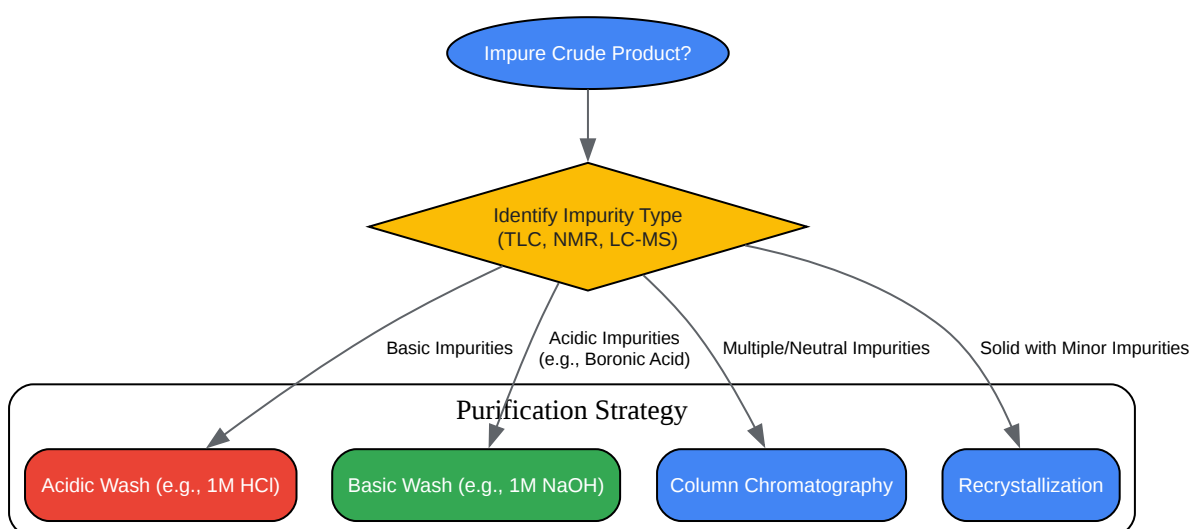 Impure Crude Product?
Identify Impurity Type
(TLC, NMR, LC-MS)
Basic Impurities
Acidic Impurities
(e.g., Boronic Acid)
Multiple/Neutral Impurities
Solid with Minor Impurities
Purification Strategy
Acidic Wash (e.g., 1M HCl)
Basic Wash (e.g., 1M NaOH)
Column Chromatography
Recrystallization